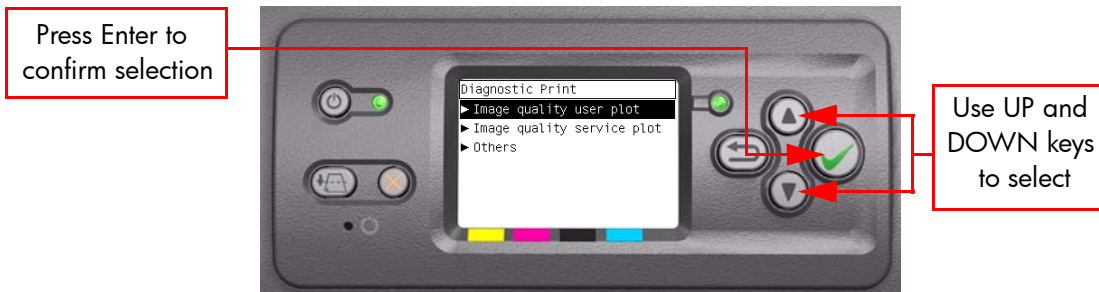 Press Enter to
confirm selection
Diagnostic Print
Image quality user plot
Image quality service plot
Others
Use UP and
DOWN keys
to select